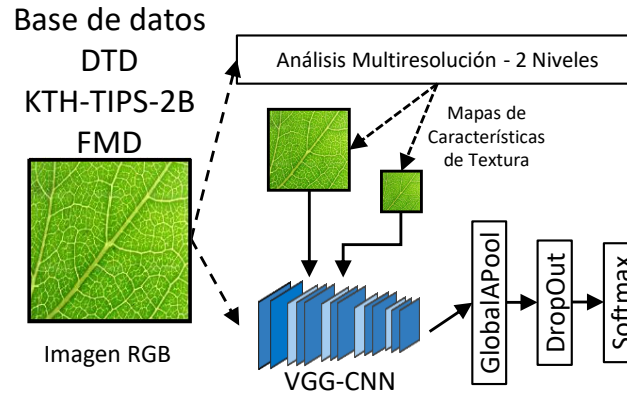 Base de datos
DTD
KTH-TIPS-2B
FMD
Imagen RGB
Análisis Multiresolución - 2 Niveles
Mapas de
Características
de Textura
VGG-CNN
GlobalAPool
DropOut
Softmax